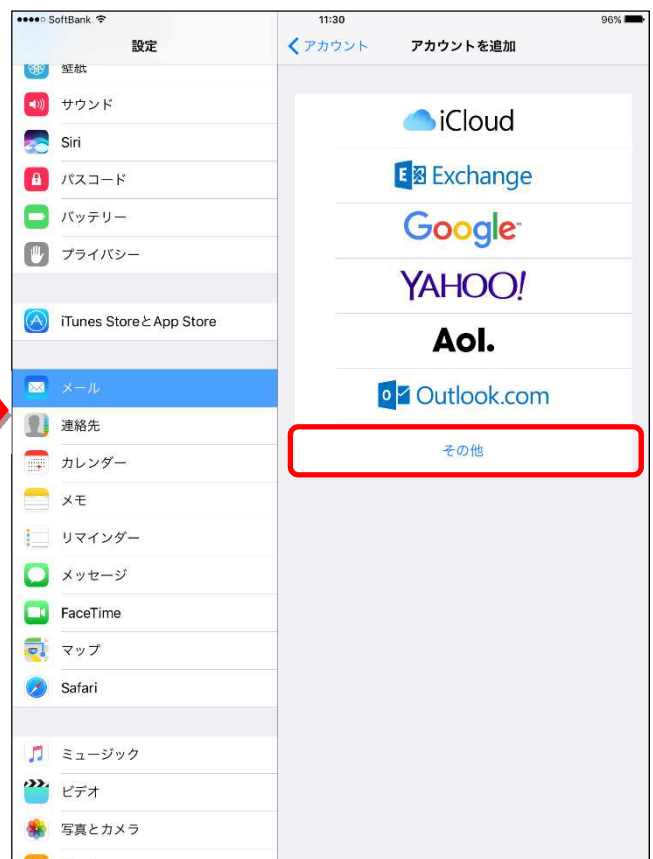 SoftBank 11:30 96%
設定
アカウント アカウントを追加
壁紙
サウンド
Siri
パスコード
バッテリー
プライバシー
iTunes StoreとApp Store
メール
連絡先
カレンダー
メモ
リマインダー
メッセージ
FaceTime
マップ
Safari
ミュージック
ビデオ
写真とカメラ
iCloud
Exchange
Google
YAHOO!
Aol.
Outlook.com
その他